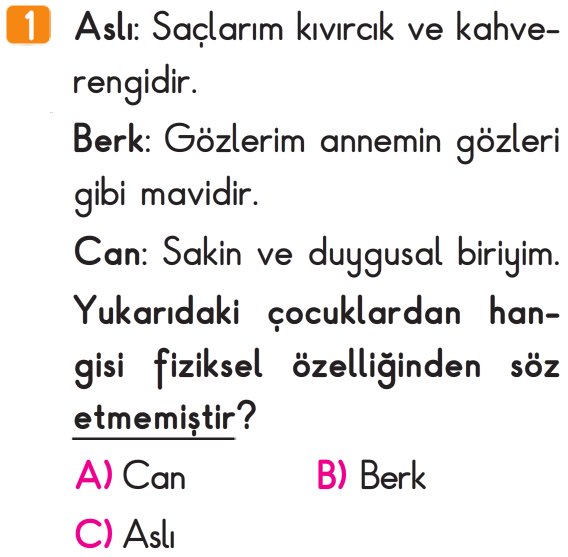 1 Aslı: Saçlarım kıvırcık ve kahve-
rengidir.
Berk: Gözlerim annemin gözleri
gibi mavidir.
Can: Sakin ve duygusal biriyim.
Yukarıdaki çocuklardan han-
gisi fiziksel özelliğinden söz
etmemiştir?
A) Can B) Berk
C) Aslı